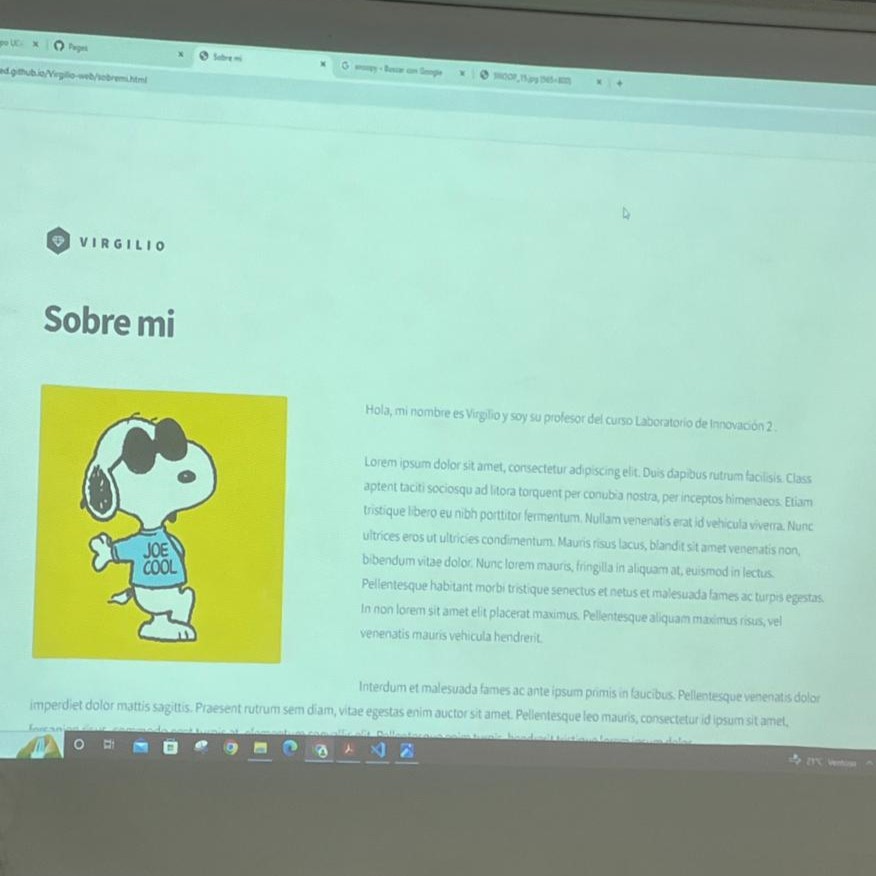 Pages
Sobre mi
snoopy - Buscar con Google
ed.github.io/Virgilio-web/sobremi.html
VIRGILIO
Sobre mi
JOE
COOL
Hola, mi nombre es Virgilio y soy su profesor del curso Laboratorio de Innovación 2 .
Lorem ipsum dolor sit amet, consectetur adipiscing elit. Duis dapibus rutrum facilisis. Class
aptent taciti sociosqu ad litora torquent per conubia nostra, per inceptos himenaeos. Etiam
tristique libero eu nibh porttitor fermentum. Nullam venenatis erat id vehicula viverra. Nunc
ultrices eros ut ultricies condimentum. Mauris risus lacus, blandit sit amet venenatis non,
bibendum vitae dolor. Nunc lorem mauris, fringilla in aliquam at, euismod in lectus.
Pellentesque habitant morbi tristique senectus et netus et malesuada fames ac turpis egestas.
In non lorem sit amet elit placerat maximus. Pellentesque aliquam maximus risus, vel
venenatis mauris vehicula hendrerit.
Interdum et malesuada fames ac ante ipsum primis in faucibus. Pellentesque venenatis dolor
imperdiet dolor mattis sagittis. Praesent rutrum sem diam, vitae egestas enim auctor sit amet. Pellentesque leo mauris, consectetur id ipsum sit amet,
21°C Ventoso